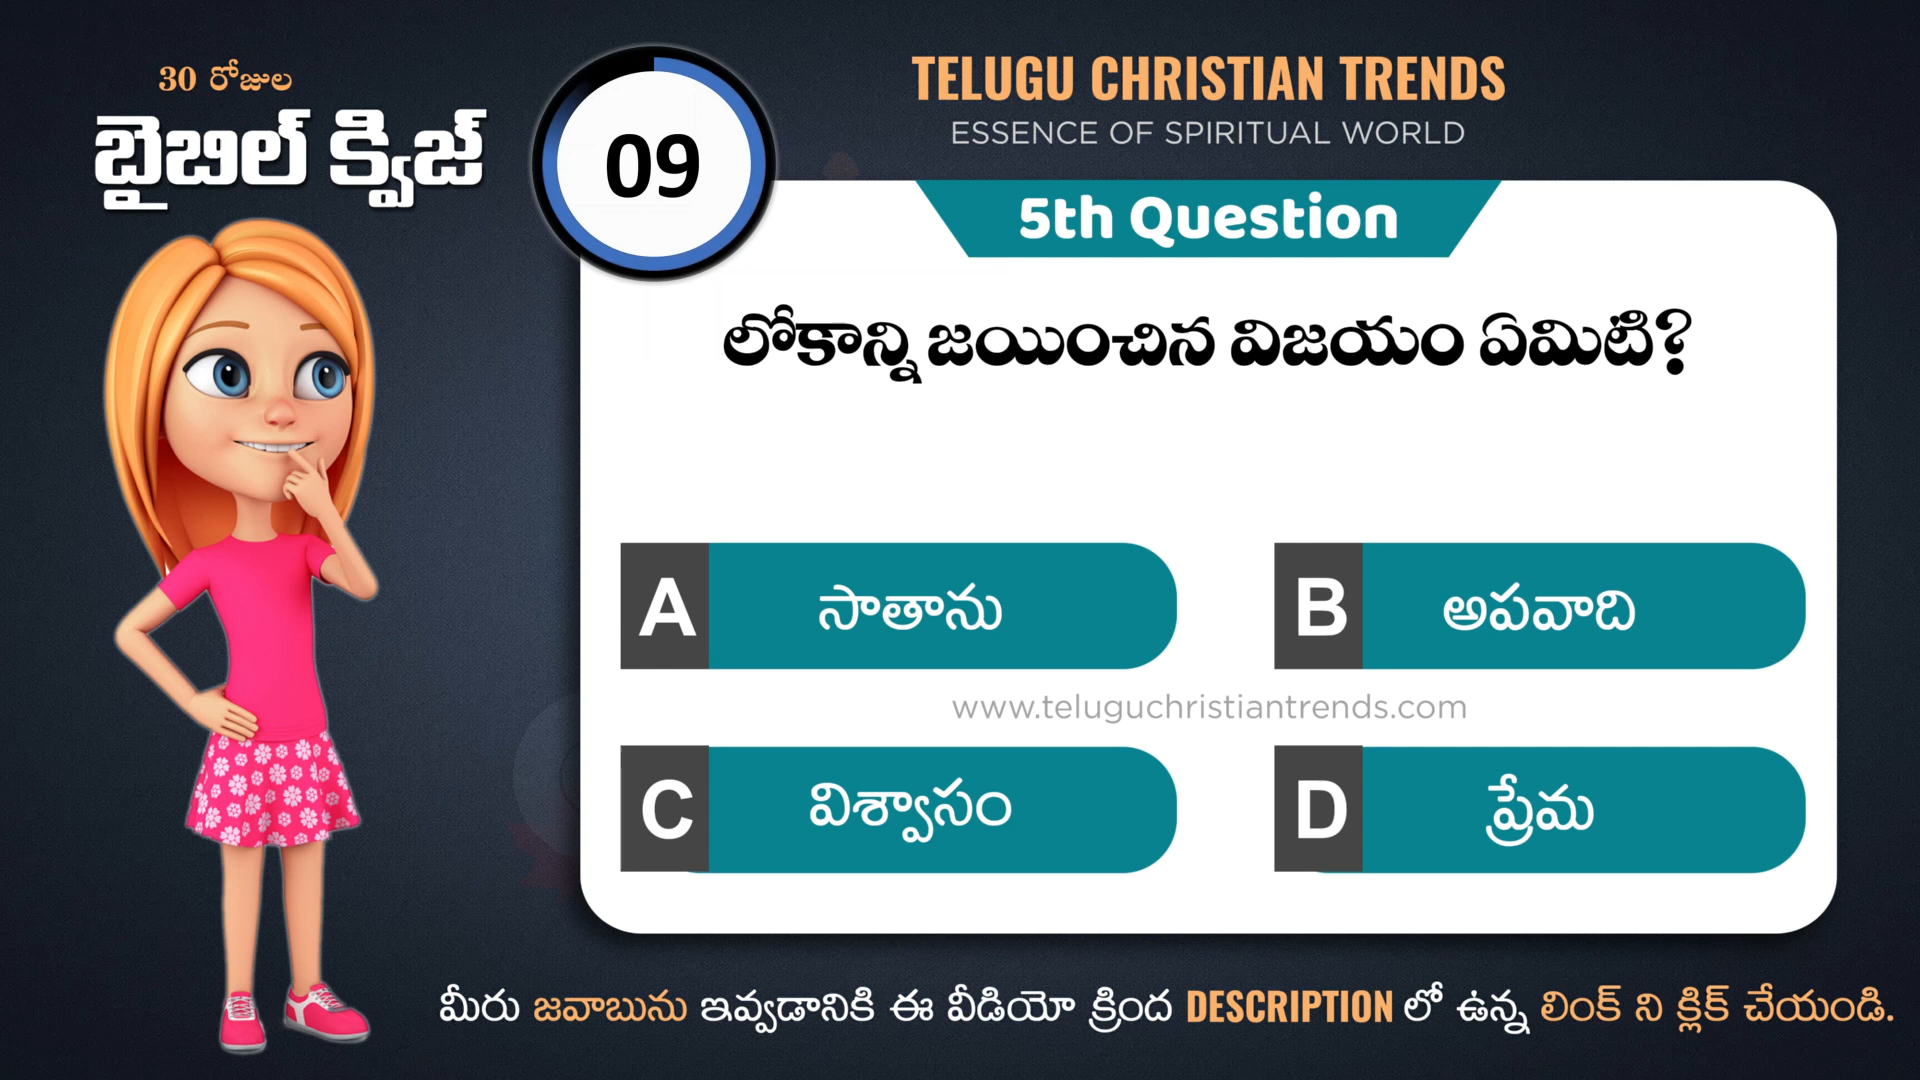 30 రోజుల
బైబిల్ క్విజ్
09
TELUGU CHRISTIAN TRENDS
ESSENCE OF SPIRITUAL WORLD
5th Question
లోకాన్ని జయించిన విజయం ఏమిటి?
A సాతాను
B అపవాది
www.teluguchristiantrends.com
C విశ్వాసం
D ప్రేమ
మీరు జవాబును ఇవ్వడానికి ఈ వీడియో క్రింద DESCRIPTION లో ఉన్న లింక్ ని క్లిక్ చేయండి.